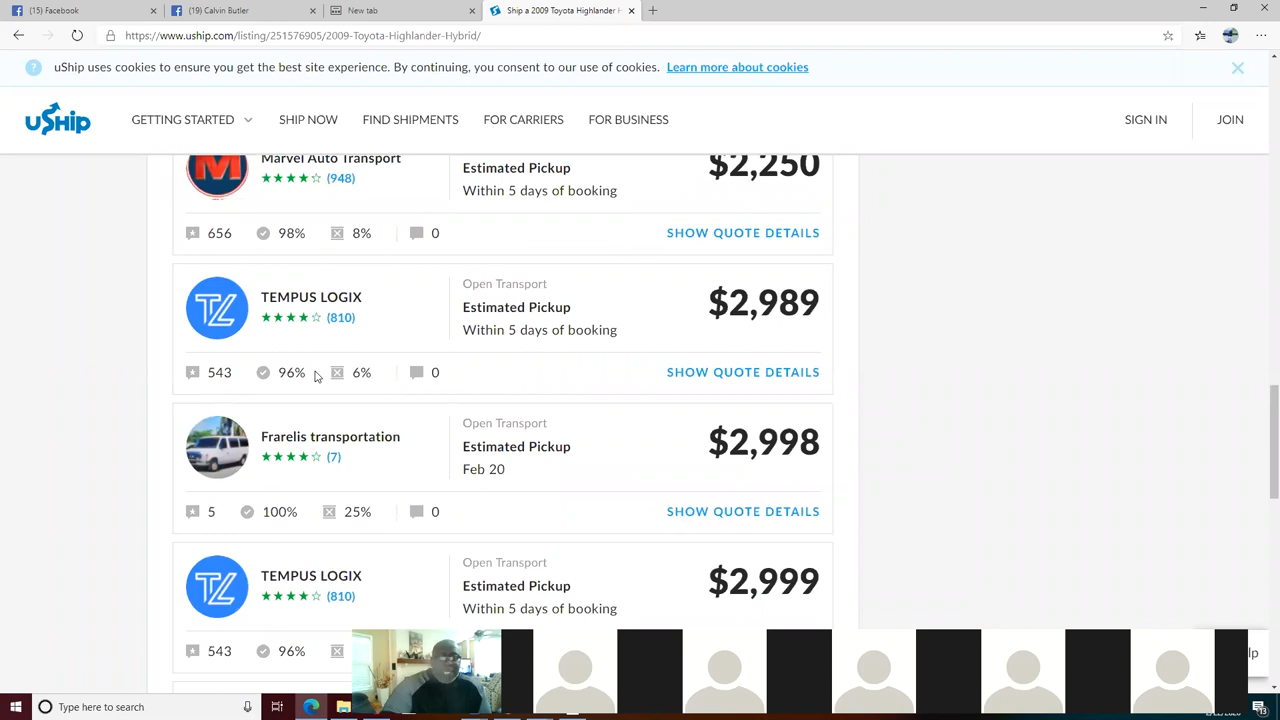 (15) Facebook
(19) Calvin Butler
New tab
Ship a 2009 Toyota Highlander H
https://www.uship.com/listing/251576905/2009-Toyota-Highlander-Hybrid/
uShip uses cookies to ensure you get the best site experience. By continuing, you consent to our use of cookies. Learn more about cookies
uShip
GETTING STARTED
SHIP NOW
FIND SHIPMENTS
FOR CARRIERS
FOR BUSINESS
SIGN IN
JOIN
M
Marvel Auto Transport
(948)
Estimated Pickup
Within 5 days of booking
$2,250
656 98% 8% 0
SHOW QUOTE DETAILS
TL
TEMPUS LOGIX
(810)
Open Transport
Estimated Pickup
Within 5 days of booking
$2,989
543 96% 6% 0
SHOW QUOTE DETAILS
Frarelis transportation
(7)
Open Transport
Estimated Pickup
Feb 20
$2,998
5 100% 25% 0
SHOW QUOTE DETAILS
TL
TEMPUS LOGIX
(810)
Open Transport
Estimated Pickup
Within 5 days of booking
$2,999
543 96%
lp
Type here to search